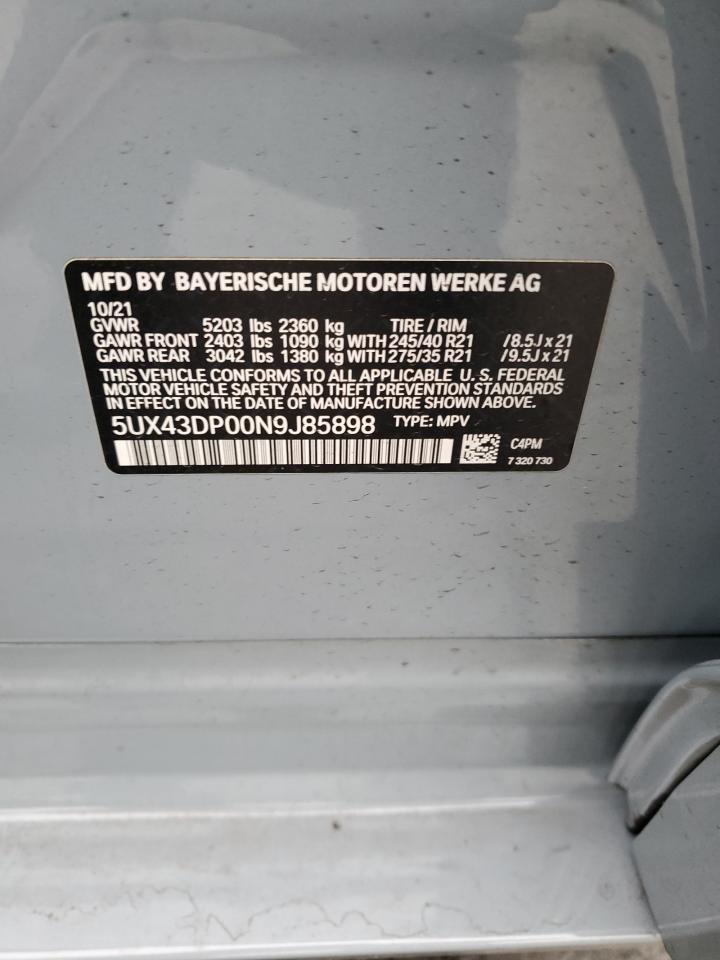 MFD BY BAYERISCHE MOTOREN WERKE AG
10/21
GVWR 5203 lbs 2360 kg TIRE / RIM
GAWR FRONT 2403 lbs 1090 kg WITH 245/40 R21 /8.5J x 21
GAWR REAR 3042 lbs 1380 kg WITH 275/35 R21 /9.5J x 21
THIS VEHICLE CONFORMS TO ALL APPLICABLE U. S. FEDERAL
MOTOR VEHICLE SAFETY AND THEFT PREVENTION STANDARDS
IN EFFECT ON THE DATE OF MANUFACTURE SHOWN ABOVE.
5UX43DP00N9J85898 TYPE: MPV
C4PM
7 320 730